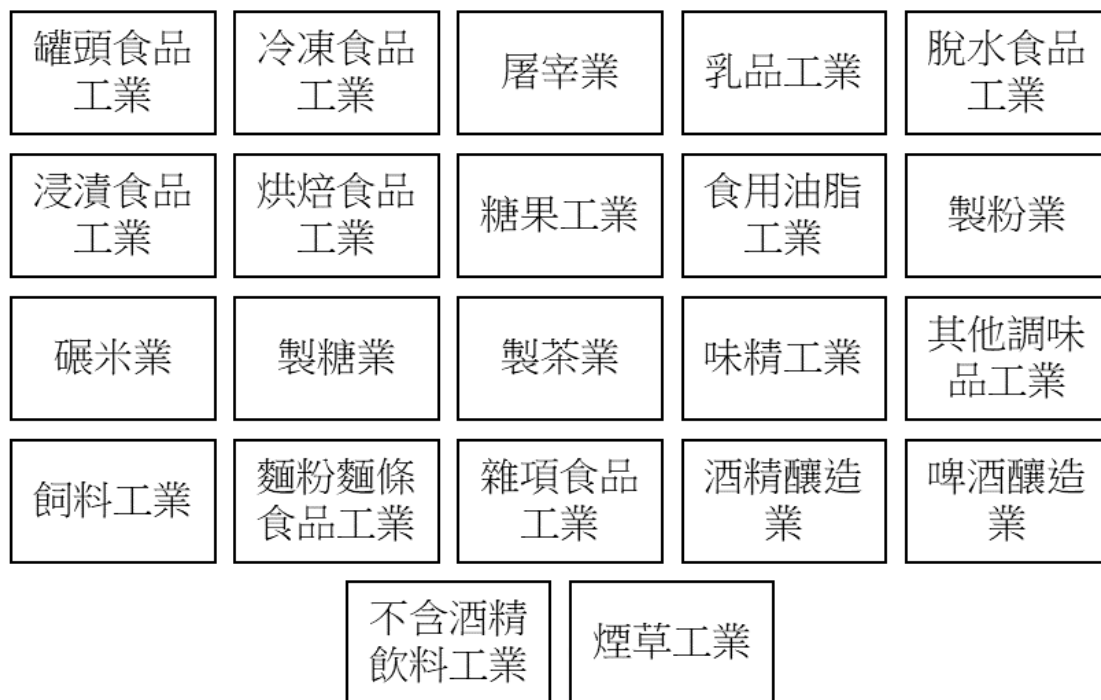 罐頭食品
工業
冷凍食品
工業
屠宰業
乳品工業
脫水食品
工業
浸漬食品
工業
烘焙食品
工業
糖果工業
食用油脂
工業
製粉業
碾米業
製糖業
製茶業
味精工業
其他調味
品工業
飼料工業
麵粉麵條
食品工業
雜項食品
工業
酒精釀造
業
啤酒釀造
業
不含酒精
飲料工業
煙草工業